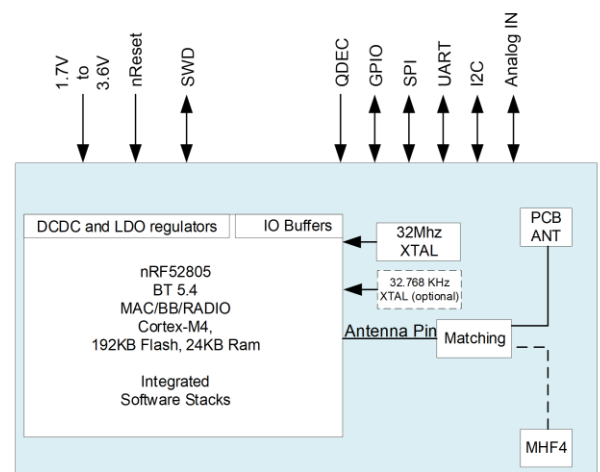 1.7V
to
3.6V
nReset
SWD
QDEC
GPIO
SPI
UART
I2C
Analog IN
DCDC and LDO regulators
IO Buffers
nRF52805
BT 5.4
MAC/BB/RADIO
Cortex-M4,
192KB Flash, 24KB Ram
Integrated
Software Stacks
32Mhz
XTAL
32.768 KHz
XTAL (optional)
Antenna Pin
Matching
PCB
ANT
MHF4